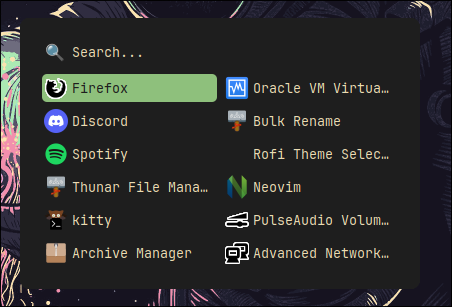 Search...
Firefox
Discord
Spotify
Thunar File Mana…
kitty
Archive Manager
Oracle VM Virtua…
Bulk Rename
Rofi Theme Selec…
Neovim
PulseAudio Volum…
Advanced Network…